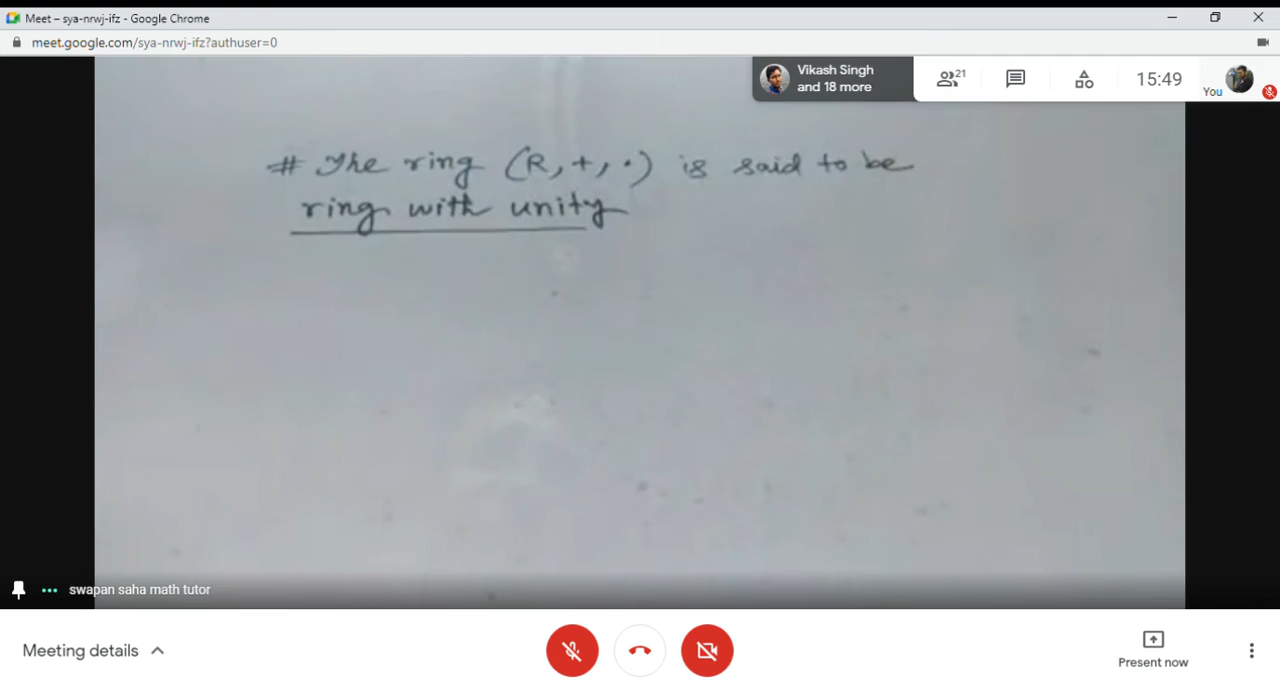 Meet – sya-nrwj-ifz - Google Chrome
meet.google.com/sya-nrwj-ifz?authuser=0
Vikash Singh
and 18 more
21
15:49
You
# The ring (R, +, ·) is said to be
ring with unity
swapan saha math tutor
Meeting details
Present now